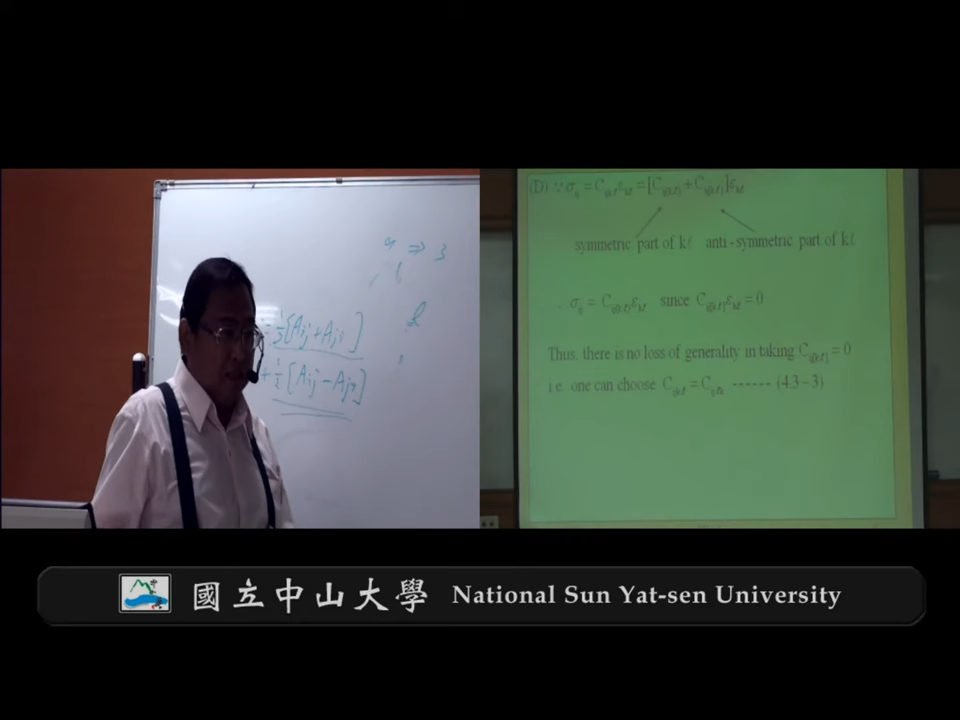 ⇒ 3
= 1/2 [Aij + Aji]
+ 1/2 [Aij − Aji]
(D) ∵ σij = Cijkℓ εkℓ = [Cij(kℓ) + Cij[kℓ]] εkℓ
symmetric part of kℓ anti-symmetric part of kℓ
∴ σij = Cij(kℓ) εkℓ since Cij[kℓ] εkℓ = 0
Thus, there is no loss of generality in taking Cij[kℓ] = 0
i.e. one can choose Cijkℓ = Cijℓk ------ (4.3−3)
國立中山大學 National Sun Yat-sen University